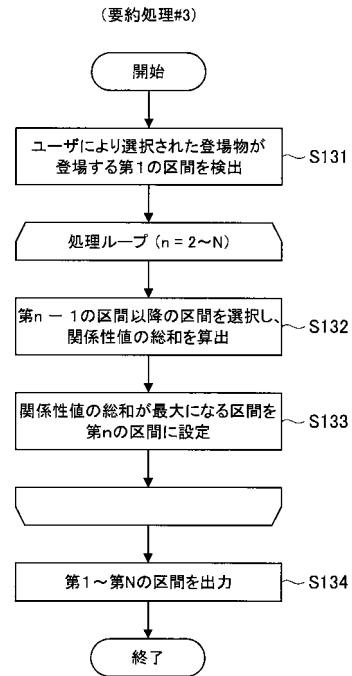 (要約処理#3)
開始
ユーザにより選択された登場物が
登場する第1の区間を検出
S131
処理ループ (n = 2～N)
第n － 1の区間以降の区間を選択し、
関係性値の総和を算出
S132
関係性値の総和が最大になる区間を
第nの区間に設定
S133
第1～第Nの区間を出力
S134
終了